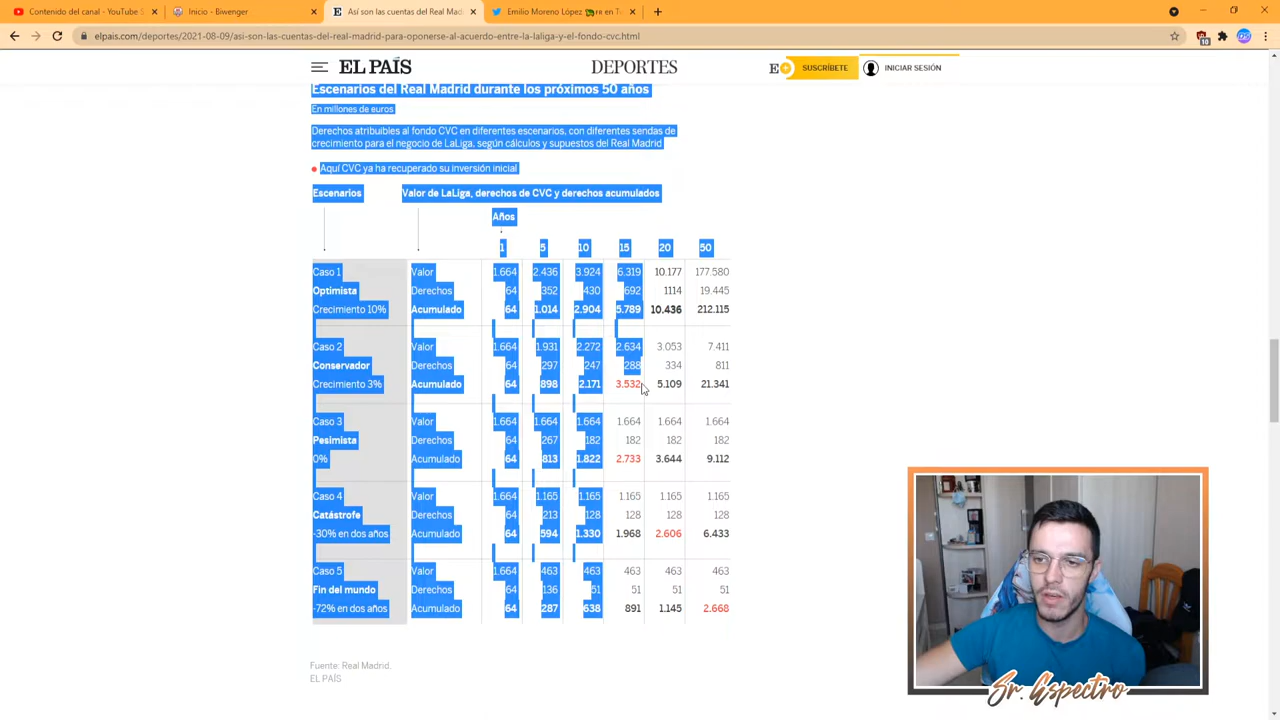 Contenido del canal - YouTube S
Inicio - Biwenger
Así son las cuentas del Real Mad
Emilio Moreno López
en T
elpais.com/deportes/2021-08-09/asi-son-las-cuentas-del-real-madrid-para-oponerse-al-acuerdo-entre-la-laliga-y-el-fondo-cvc.html
10
EL PAÍS
DEPORTES
E+ SUSCRÍBETE
INICIAR SESIÓN
Escenarios del Real Madrid durante los próximos 50 años
En millones de euros
Derechos atribuibles al fondo CVC en diferentes escenarios, con diferentes sendas de
crecimiento para el negocio de LaLiga, según cálculos y supuestos del Real Madrid
Aquí CVC ya ha recuperado su inversión inicial
Escenarios Valor de LaLiga, derechos de CVC y derechos acumulados
Años
1 5 10 15 20 50
Caso 1 Valor 1.664 2.436 3.924 6.319 10.177 177.580
Optimista Derechos 64 352 430 692 1114 19.445
Crecimiento 10% Acumulado 64 1.014 2.904 5.789 10.436 212.115
Caso 2 Valor 1.664 1.931 2.272 2.634 3.053 7.411
Conservador Derechos 64 297 247 288 334 811
Crecimiento 3% Acumulado 64 898 2.171 3.532 5.109 21.341
Caso 3 Valor 1.664 1.664 1.664 1.664 1.664 1.664
Pesimista Derechos 64 267 182 182 182 182
0% Acumulado 64 813 1.822 2.733 3.644 9.112
Caso 4 Valor 1.664 1.165 1.165 1.165 1.165 1.165
Catástrofe Derechos 64 213 128 128 128 128
-30% en dos años Acumulado 64 594 1.330 1.968 2.606 6.433
Caso 5 Valor 1.664 463 463 463 463 463
Fin del mundo Derechos 64 136 51 51 51 51
-72% en dos años Acumulado 64 287 638 891 1.145 2.668
Fuente: Real Madrid.
EL PAÍS
Sr. Espectro